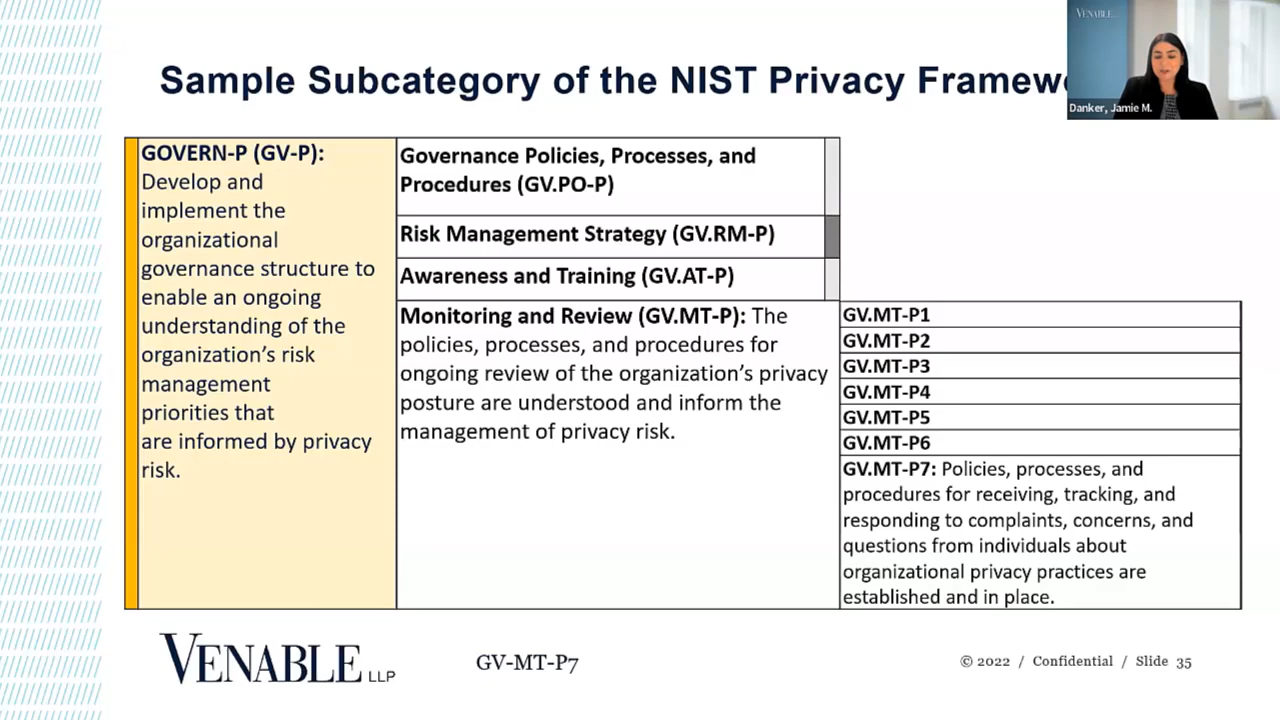 Sample Subcategory of the NIST Privacy Framew
VENABLE
Danker, Jamie M.
GOVERN-P (GV-P):
Develop and
implement the
organizational
governance structure to
enable an ongoing
understanding of the
organization's risk
management
priorities that
are informed by privacy
risk.
Governance Policies, Processes, and
Procedures (GV.PO-P)
Risk Management Strategy (GV.RM-P)
Awareness and Training (GV.AT-P)
Monitoring and Review (GV.MT-P): The
policies, processes, and procedures for
ongoing review of the organization's privacy
posture are understood and inform the
management of privacy risk.
GV.MT-P1
GV.MT-P2
GV.MT-P3
GV.MT-P4
GV.MT-P5
GV.MT-P6
GV.MT-P7: Policies, processes, and
procedures for receiving, tracking, and
responding to complaints, concerns, and
questions from individuals about
organizational privacy practices are
established and in place.
VENABLE LLP
GV-MT-P7
© 2022 / Confidential / Slide 35